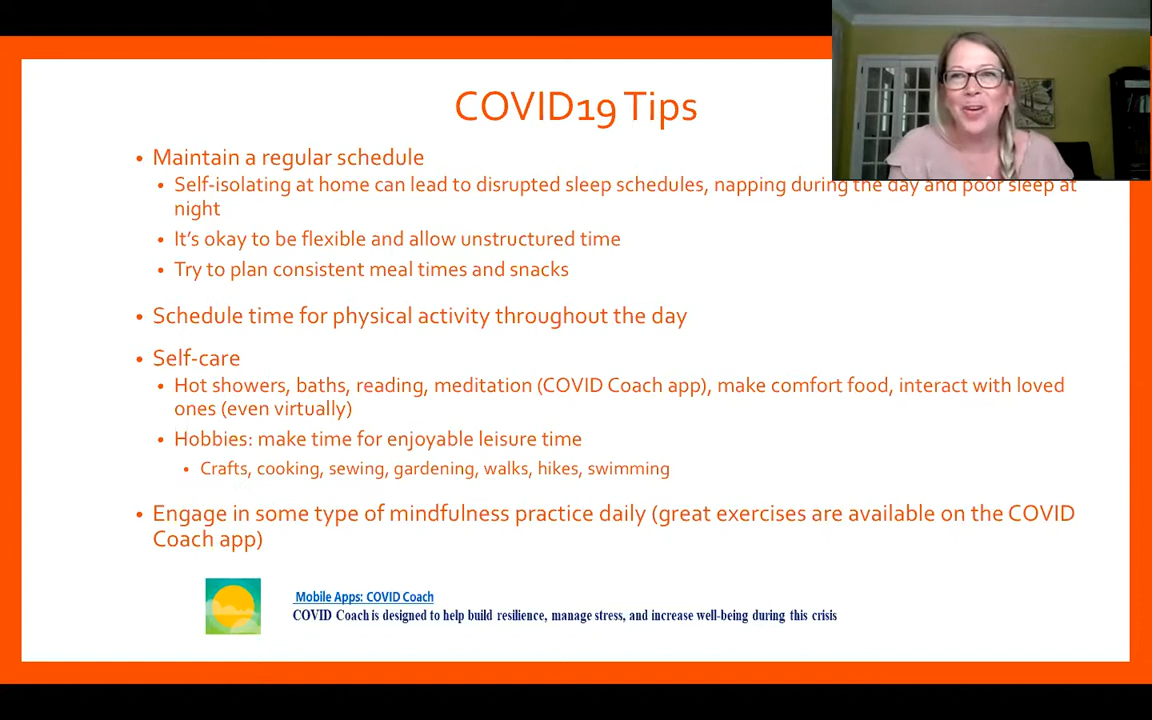 COVID19 Tips
• Maintain a regular schedule
• Self-isolating at home can lead to disrupted sleep schedules, napping during the day and poor sleep at
night
• It's okay to be flexible and allow unstructured time
• Try to plan consistent meal times and snacks
• Schedule time for physical activity throughout the day
• Self-care
• Hot showers, baths, reading, meditation (COVID Coach app), make comfort food, interact with loved
ones (even virtually)
• Hobbies: make time for enjoyable leisure time
• Crafts, cooking, sewing, gardening, walks, hikes, swimming
• Engage in some type of mindfulness practice daily (great exercises are available on the COVID
Coach app)
Mobile Apps: COVID Coach
COVID Coach is designed to help build resilience, manage stress, and increase well-being during this crisis